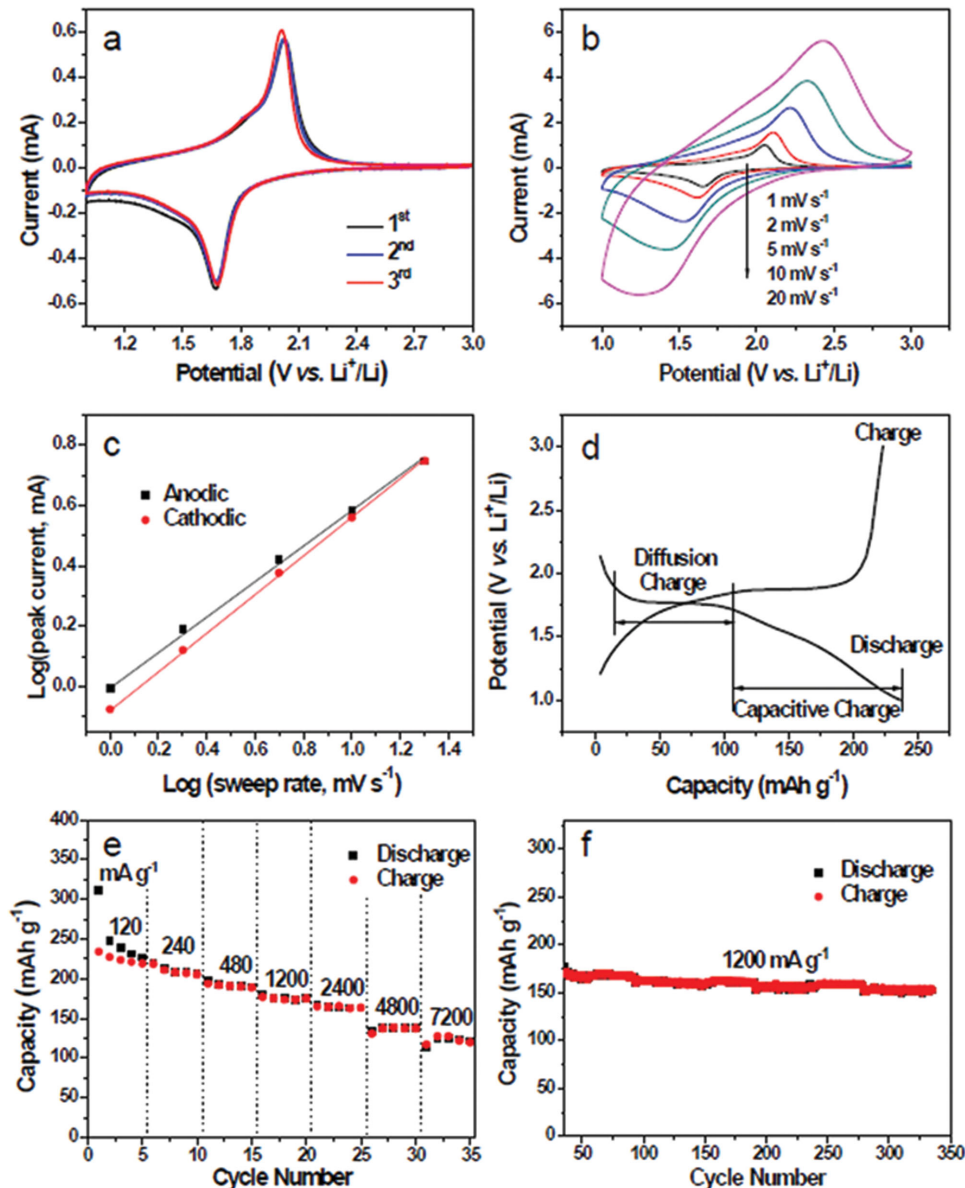 a
Current (mA)
0.6
0.4
0.2
0.0
-0.2
-0.4
-0.6
1st
2nd
3rd
1.2 1.5 1.8 2.1 2.4 2.7 3.0
Potential (V vs. Li+/Li)
b
Current (mA)
6
4
2
0
-2
-4
-6
1 mV s-1
2 mV s-1
5 mV s-1
10 mV s-1
20 mV s-1
1.0 1.5 2.0 2.5 3.0
Potential (V vs. Li+/Li)
c
Log(peak current, mA)
0.8
0.6
0.4
0.2
0.0
Anodic
Cathodic
0.0 0.2 0.4 0.6 0.8 1.0 1.2 1.4
Log (sweep rate, mV s-1)
d
Potential (V vs. Li+/Li)
3.0
2.5
2.0
1.5
1.0
Charge
Diffusion
Charge
Discharge
Capacitive Charge
0 50 100 150 200 250
Capacity (mAh g-1)
e
Capacity (mAh g-1)
400
350
300
250
200
150
100
50
0
Discharge
Charge
mA g-1
120
240
480
1200
2400
4800
7200
0 5 10 15 20 25 30 35
Cycle Number
f
Capacity (mAh g-1)
300
250
200
150
100
50
0
Discharge
Charge
1200 mA g-1
50 100 150 200 250 300 350
Cycle Number